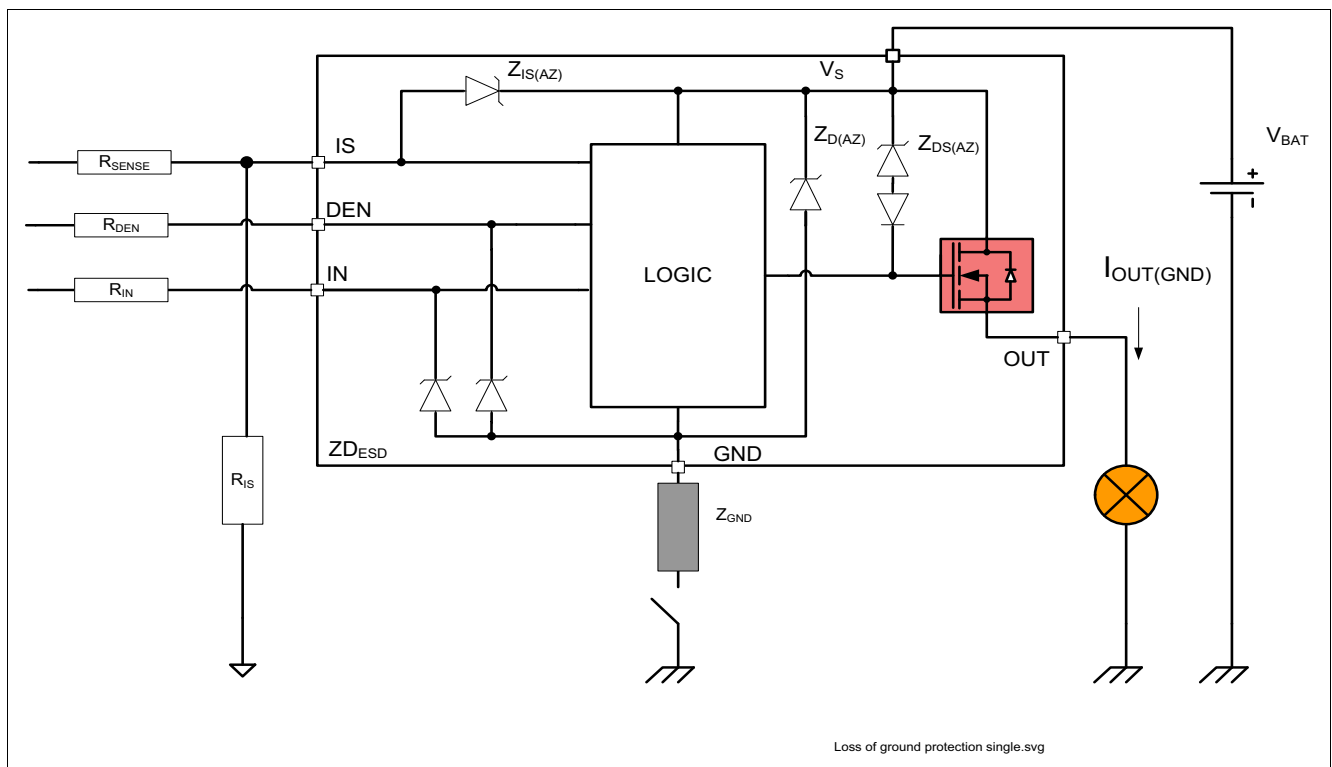 ZIS(AZ)
VS
IS
ZD(AZ)
ZDS(AZ)
VBAT
+
-
RSENSE
DEN
RDEN
IN
LOGIC
IOUT(GND)
RIN
OUT
ZDESD
GND
RIS
ZGND
Loss of ground protection single.svg